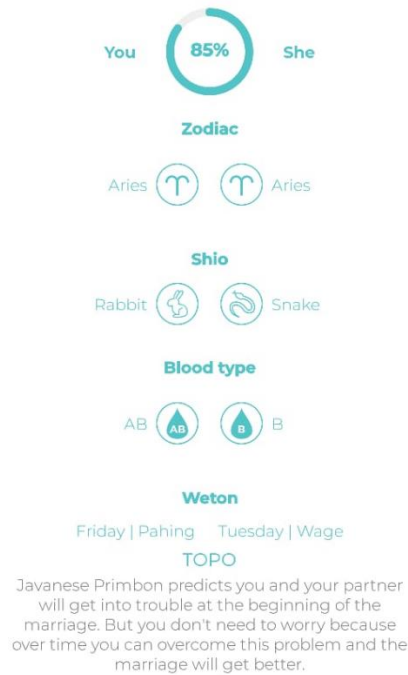 You 85% She
Zodiac
Aries Aries
Shio
Rabbit Snake
Blood type
AB AB B B
Weton
Friday | Pahing Tuesday | Wage
TOPO
Javanese Primbon predicts you and your partner
will get into trouble at the beginning of the
marriage. But you don't need to worry because
over time you can overcome this problem and the
marriage will get better.